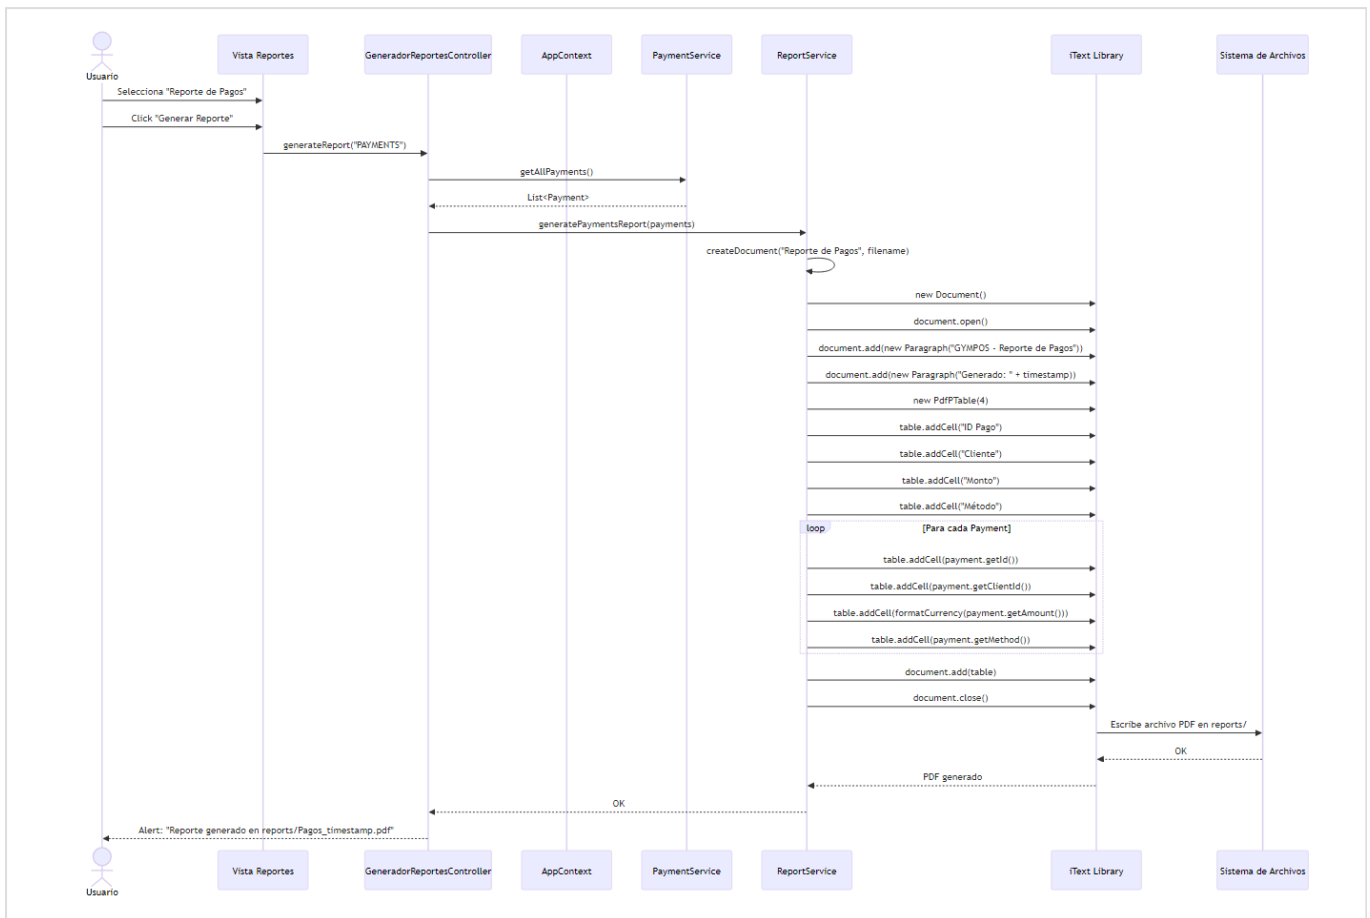 Usuario
Vista Reportes
GeneradorReportesController
AppContext
PaymentService
ReportService
iText Library
Sistema de Archivos
Selecciona "Reporte de Pagos"
Click "Generar Reporte"
generateReport("PAYMENTS")
getAllPayments()
List<Payment>
generatePaymentsReport(payments)
createDocument("Reporte de Pagos", filename)
new Document()
document.open()
document.add(new Paragraph("GYMPOS - Reporte de Pagos"))
document.add(new Paragraph("Generado: " + timestamp))
new PdfPTable(4)
table.addCell("ID Pago")
table.addCell("Cliente")
table.addCell("Monto")
table.addCell("Método")
loop
[Para cada Payment]
table.addCell(payment.getId())
table.addCell(payment.getClientId())
table.addCell(formatCurrency(payment.getAmount()))
table.addCell(payment.getMethod())
document.add(table)
document.close()
Escribe archivo PDF en reports/
OK
PDF generado
OK
Alert: "Reporte generado en reports/Pagos_timestamp.pdf"
Usuario
Vista Reportes
GeneradorReportesController
AppContext
PaymentService
ReportService
iText Library
Sistema de Archivos